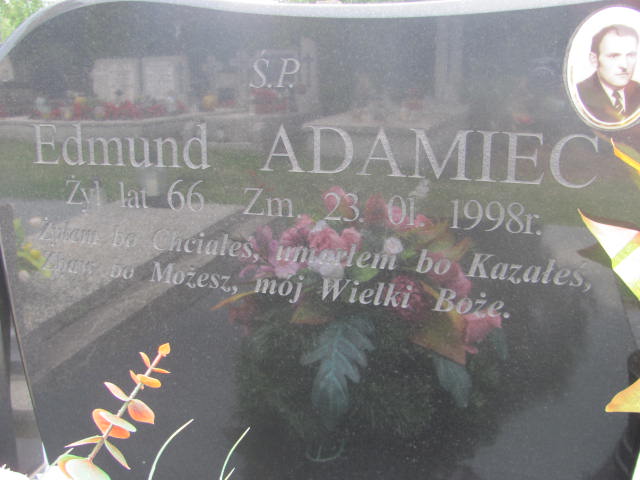 Ś.P.
Edmund ADAMIEC
Żył lat 66 Zm. 23. 01. 1998r.
Żyłam bo Chciałeś, umarłem bo Kazałeś,
Zbaw bo Możesz, mój Wielki Boże.